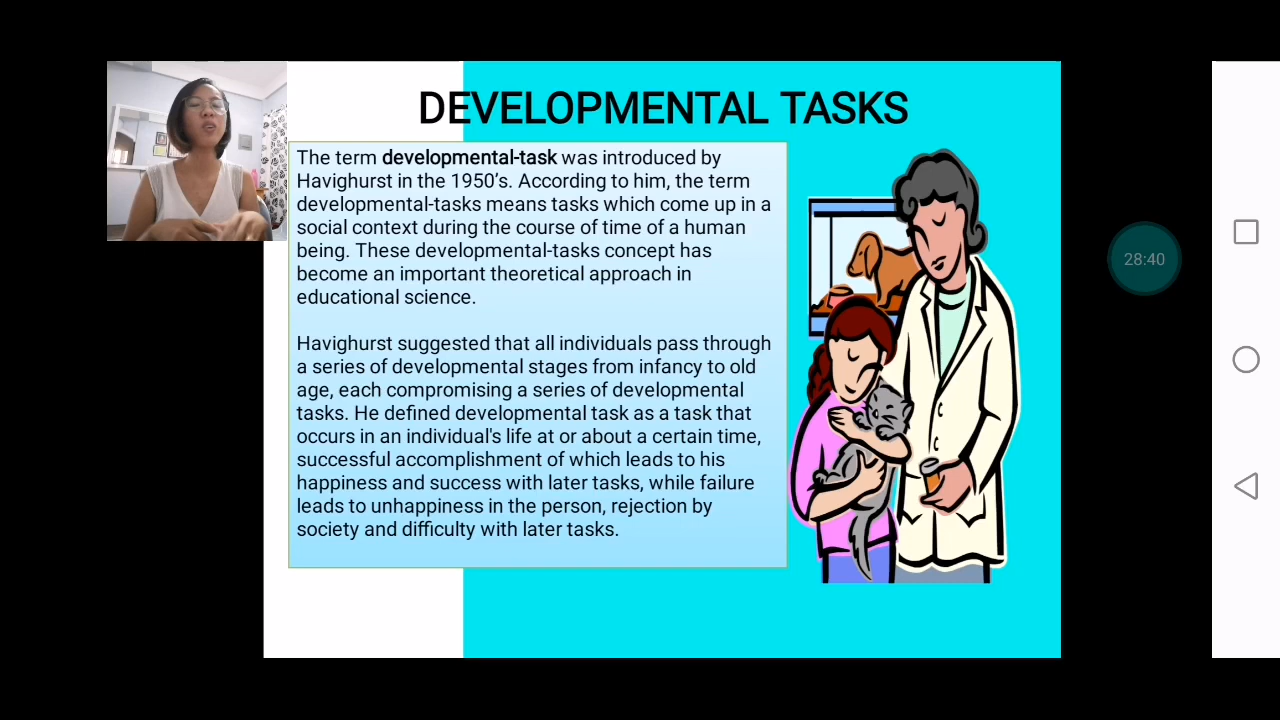 DEVELOPMENTAL TASKS
The term developmental-task was introduced by
Havighurst in the 1950's. According to him, the term
developmental-tasks means tasks which come up in a
social context during the course of time of a human
being. These developmental-tasks concept has
become an important theoretical approach in
educational science.
Havighurst suggested that all individuals pass through
a series of developmental stages from infancy to old
age, each compromising a series of developmental
tasks. He defined developmental task as a task that
occurs in an individual's life at or about a certain time,
successful accomplishment of which leads to his
happiness and success with later tasks, while failure
leads to unhappiness in the person, rejection by
society and difficulty with later tasks.
28:40